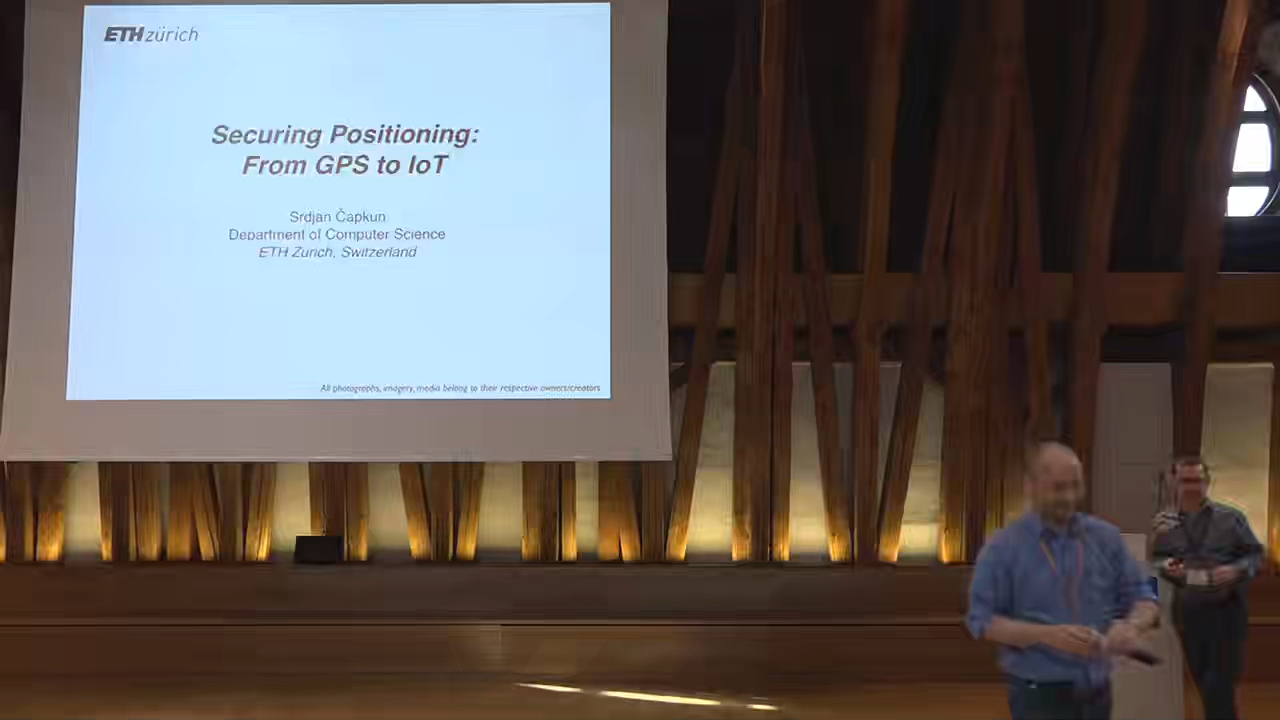 ETH zürich
Securing Positioning:
From GPS to IoT
Srdjan Čapkun
Department of Computer Science
ETH Zurich, Switzerland
All photographs, imagery, media belong to their respective owners/creators